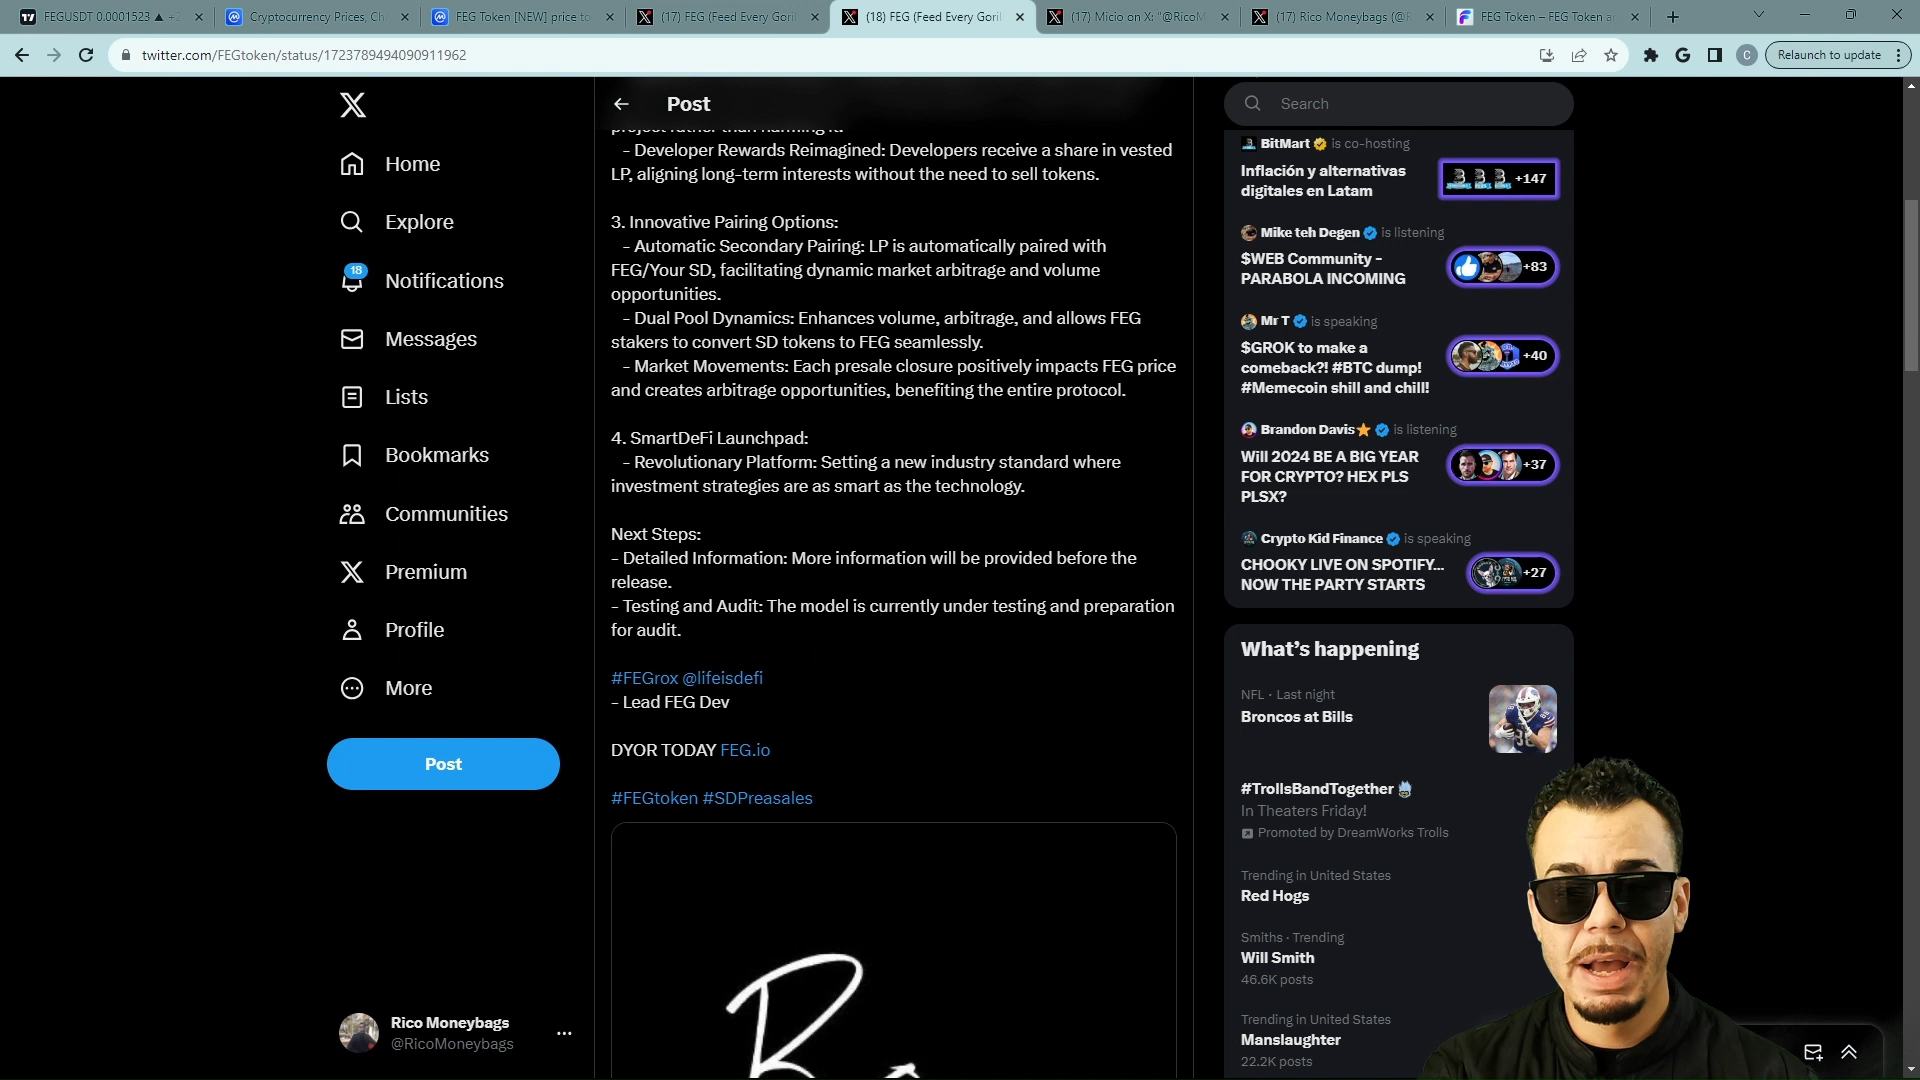 FEGUSDT 0.0001523 ▲ +2
Cryptocurrency Prices, Ch
FEG Token [NEW] price to
(17) FEG (Feed Every Goril
(18) FEG (Feed Every Goril
(17) Micio on X: "@RicoM
(17) Rico Moneybags (@R
FEG Token – FEG Token a
twitter.com/FEGtoken/status/1723789494090911962
Relaunch to update
Home
Explore
18
Notifications
Messages
Lists
Bookmarks
Communities
Premium
Profile
More
Post
Rico Moneybags
@RicoMoneybags
Post
project rather than harming it.
- Developer Rewards Reimagined: Developers receive a share in vested
LP, aligning long-term interests without the need to sell tokens.
3. Innovative Pairing Options:
- Automatic Secondary Pairing: LP is automatically paired with
FEG/Your SD, facilitating dynamic market arbitrage and volume
opportunities.
- Dual Pool Dynamics: Enhances volume, arbitrage, and allows FEG
stakers to convert SD tokens to FEG seamlessly.
- Market Movements: Each presale closure positively impacts FEG price
and creates arbitrage opportunities, benefiting the entire protocol.
4. SmartDeFi Launchpad:
- Revolutionary Platform: Setting a new industry standard where
investment strategies are as smart as the technology.
Next Steps:
- Detailed Information: More information will be provided before the
release.
- Testing and Audit: The model is currently under testing and preparation
for audit.
#FEGrox @lifeisdefi
- Lead FEG Dev
DYOR TODAY FEG.io
#FEGtoken #SDPreasales
Search
BitMart is co-hosting
Inflación y alternativas
digitales en Latam
+147
Mike teh Degen is listening
$WEB Community -
PARABOLA INCOMING
+83
Mr T is speaking
$GROK to make a
comeback?! #BTC dump!
#Memecoin shill and chill!
+40
Brandon Davis⭐ is listening
Will 2024 BE A BIG YEAR
FOR CRYPTO? HEX PLS
PLSX?
+37
Crypto Kid Finance is speaking
CHOOKY LIVE ON SPOTIFY...
NOW THE PARTY STARTS
+27
What's happening
NFL · Last night
Broncos at Bills
#TrollsBandTogether
In Theaters Friday!
Promoted by DreamWorks Trolls
Trending in United States
Red Hogs
Smiths · Trending
Will Smith
46.6K posts
Trending in United States
Manslaughter
22.2K posts